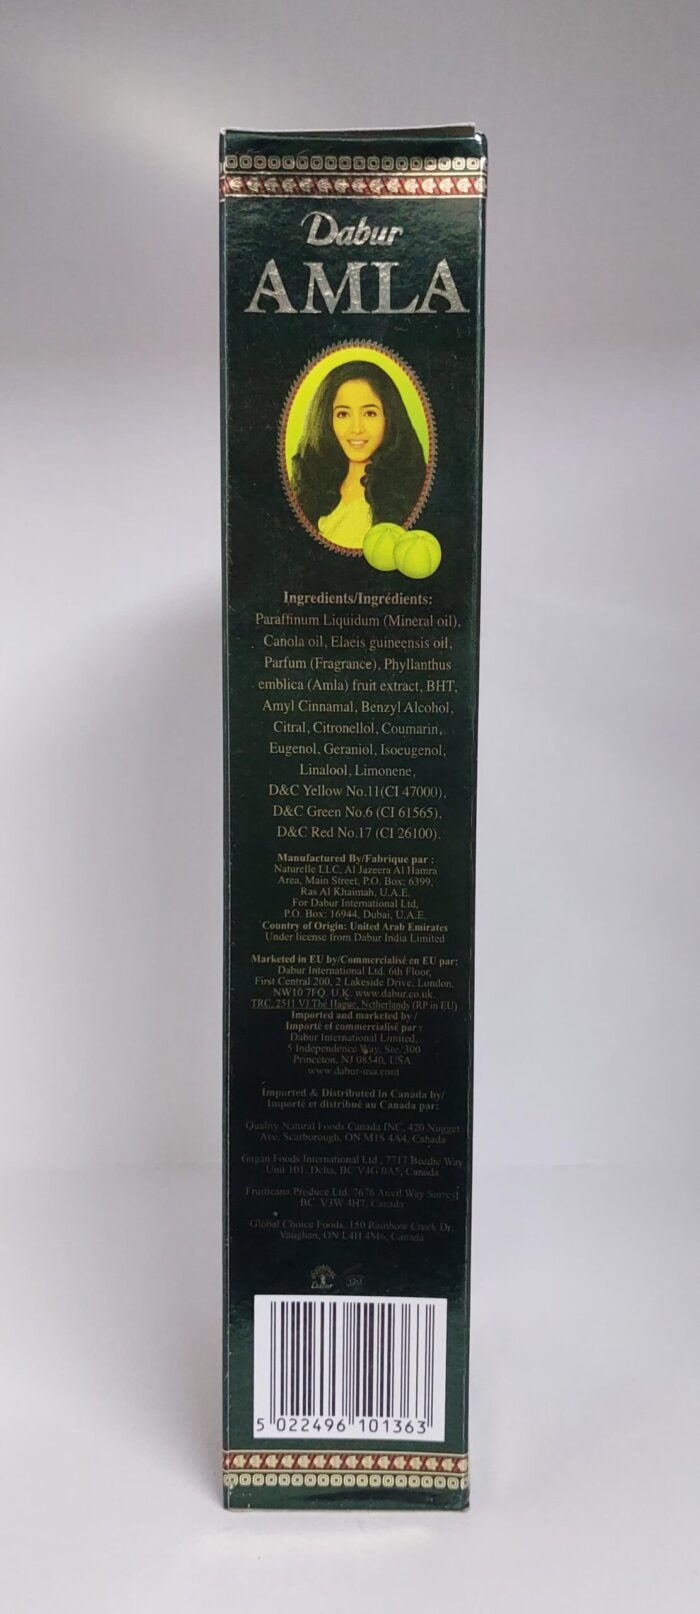 Dabur
AMLA
Ingredients/Ingrédients:
Paraffinum Liquidum (Mineral oil),
Canola oil, Elaeis guineensis oil,
Parfum (Fragrance), Phyllanthus
emblica (Amla) fruit extract, BHT,
Amyl Cinnamal, Benzyl Alcohol,
Citral, Citronellol, Coumarin,
Eugenol, Geraniol, Isoeugenol,
Linalool, Limonene,
D&C Yellow No.11(CI 47000),
D&C Green No.6 (CI 61565),
D&C Red No.17 (CI 26100).
Manufactured By/Fabrique par :
Naturelle LLC, Al Jazeera Al Hamra
Area, Main Street, P.O. Box: 6399,
Ras Al Khaimah, U.A.E.
For Dabur International Ltd,
P.O. Box: 16944, Dubai, U.A.E.
Country of Origin: United Arab Emirates
Under license from Dabur India Limited
Marketed in EU by/Commercialisé en EU par:
Dabur International Ltd. 6th Floor,
First Central 200, 2 Lakeside Drive, London,
NW10 7FQ. U.K. www.dabur.co.uk.
TRC, 2511 VJ The Hague, Netherlands (RP in EU)
Imported and marketed by /
Importé et commercialisé par :
Dabur International Limited,
5 Independence Way, Ste. 300
Princeton, NJ 08540, USA.
www.dabur-usa.com
Imported & Distributed in Canada by/
Importé et distribué au Canada par:
Quality Natural Foods Canada INC. 420 Nugget
Ave, Scarborough, ON M1S 4A4, Canada
Gagan Foods International Ltd., 7717 Beedie Way
Unit 101, Delta, BC V4G 0A5, Canada
Fruiticana Produce Ltd. 7676 Anvil Way Surrey
BC. V3W 4H7, Canada
Global Choice Foods, 150 Rainbow Creek Dr,
Vaughan, ON L4H 4M6, Canada
Dabur
5 022496 101363